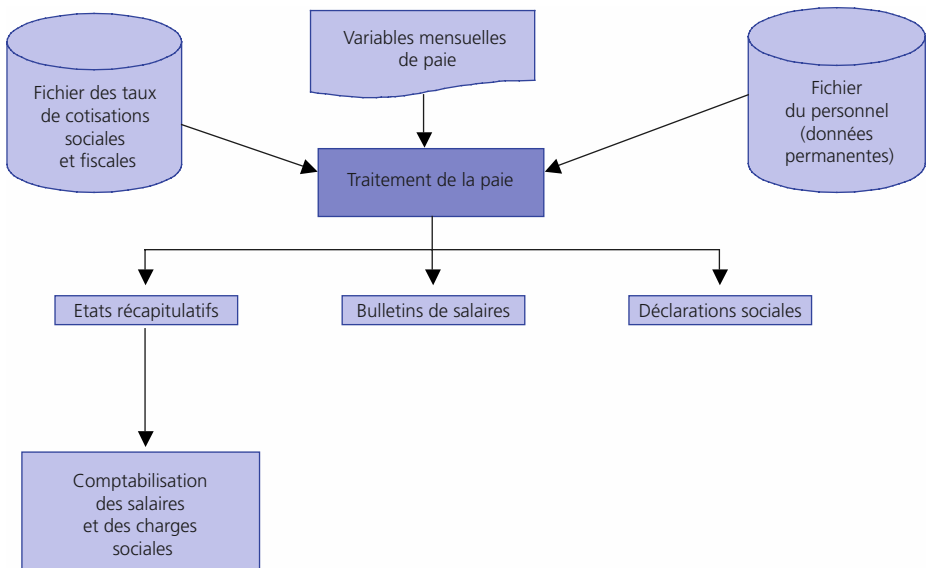 Fichier des taux
de cotisations
sociales
et fiscales
Variables mensuelles
de paie
Fichier
du personnel
(données
permanentes)
Traitement de la paie
Etats récapitulatifs
Bulletins de salaires
Déclarations sociales
Comptabilisation
des salaires
et des charges
sociales